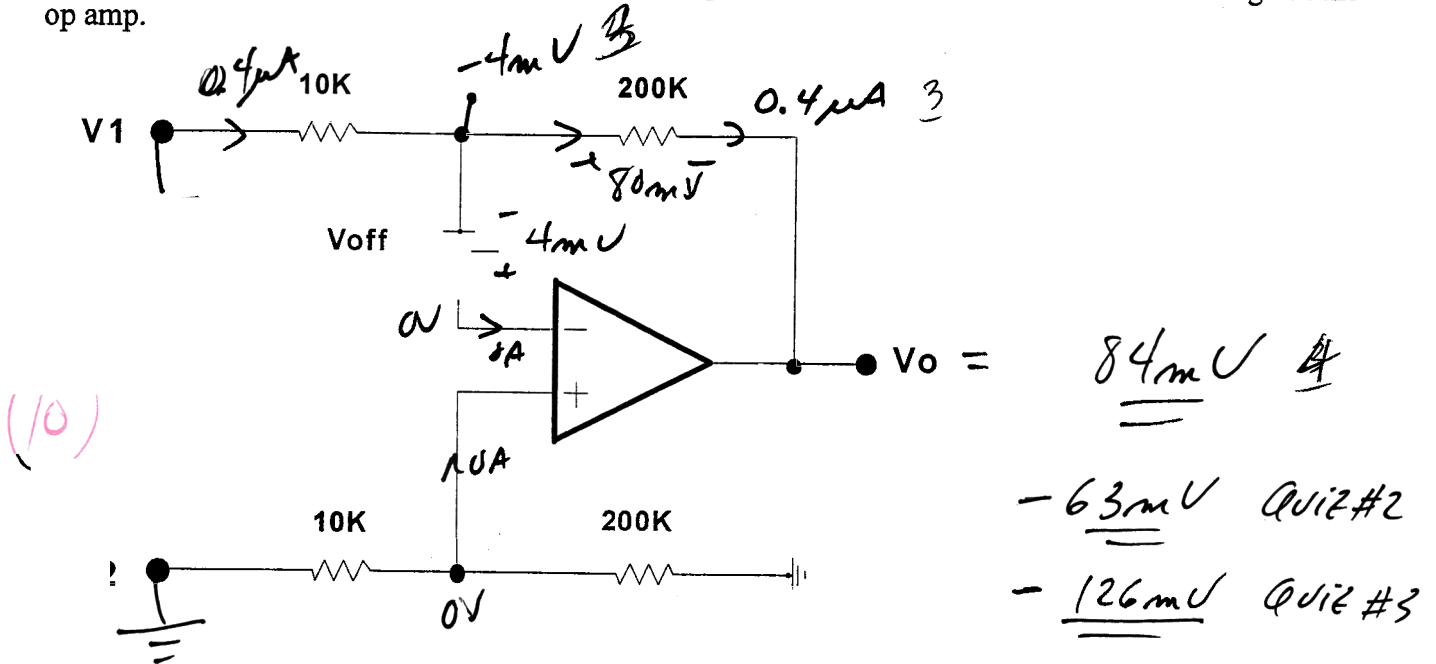 op amp.
0.4μA 10K -4mV 3 200K 0.4μA 3
V1
+ 80mV -
Voff - 4mV
+
0V 0A −
Vo = 84mV 4
+
(10)
0A
-63mV Quiz#2
10K 200K
-126mV Quiz #3
0V